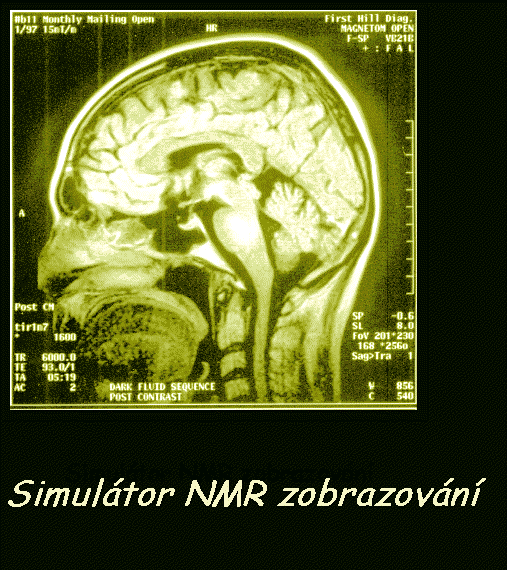 #b11 Monthly Mailing Open
1/97 15mT/m
HR
First Hill Diag.
MAGNETOM OPEN
F-SP VB21B
+ : F A L
A
Post CM
tir1n7
* 1600
TR 6000.0
TE 93.0/1
TA 05:19
AC 2
DARK FLUID SEQUENCE
POST CONTRAST
SP -0.6
SL 8.0
FoV 201*230
168 *256o
Sag>Tra 1
W 856
C 540
Simulátor NMR zobrazování